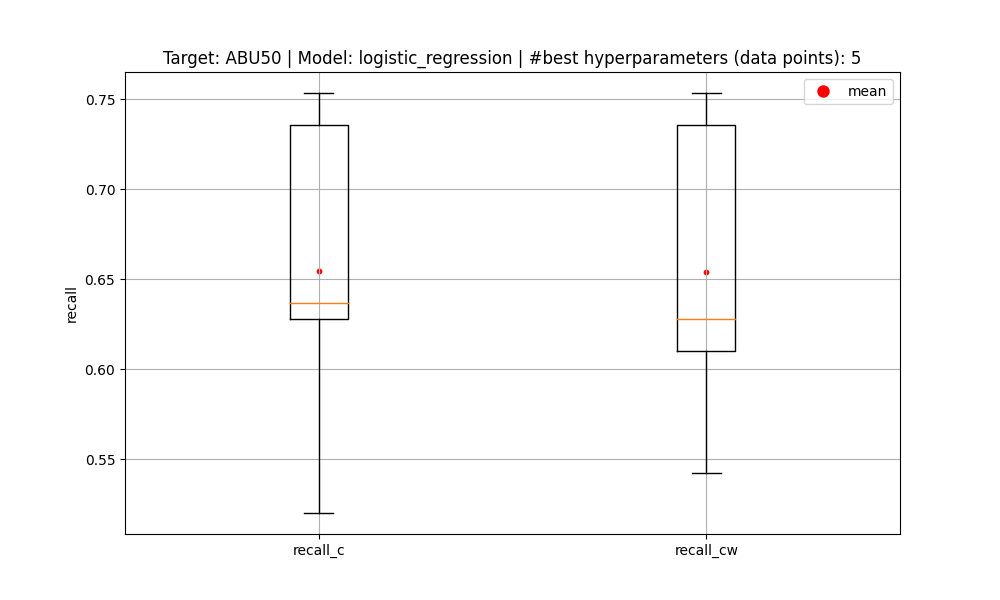 Target: ABU50 | Model: logistic_regression | #best hyperparameters (data points): 5
mean
0.75
0.70
0.65
0.60
0.55
recall
recall_c
recall_cw